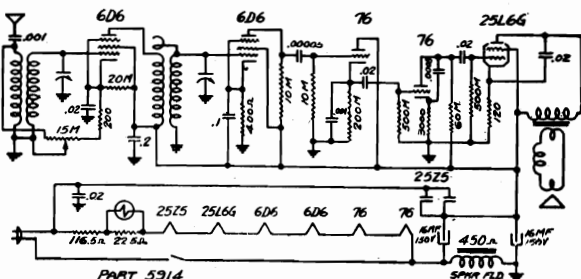 6D6
6D6
76
76
25L6G
.001
.00005
.02
.02
20M
.02
200
15M
.2
.1
400Ω
10M
10M
.001
200M
500M
3000
60M
500M
120
.02
25Z5
.02
116.5Ω
22.5Ω
25Z5
25L6G
6D6
6D6
76
76
16MF
150V
450Ω
16MF
150V
PART 5914
SPKR FLD